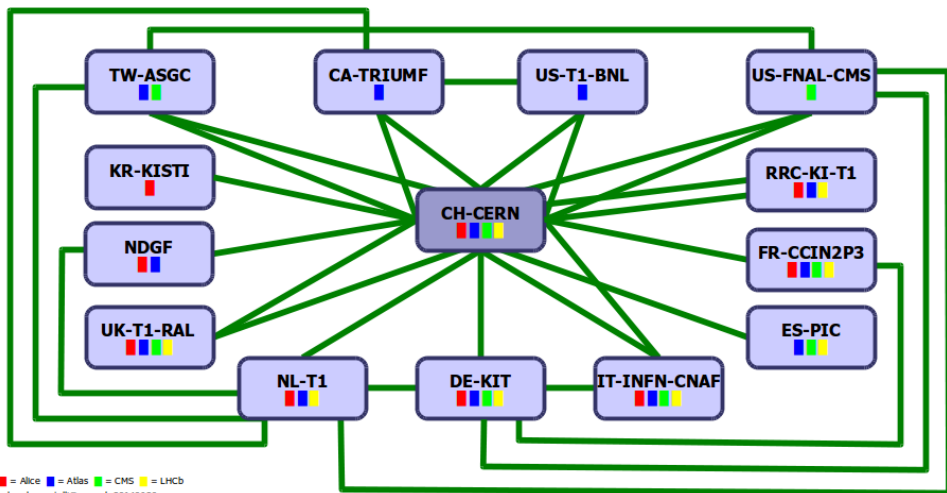 TW-ASGC
CA-TRIUMF
US-T1-BNL
US-FNAL-CMS
KR-KISTI
CH-CERN
RRC-KI-T1
NDGF
FR-CCIN2P3
UK-T1-RAL
ES-PIC
NL-T1
DE-KIT
IT-INFN-CNAF
= Alice = Atlas = CMS = LHCb